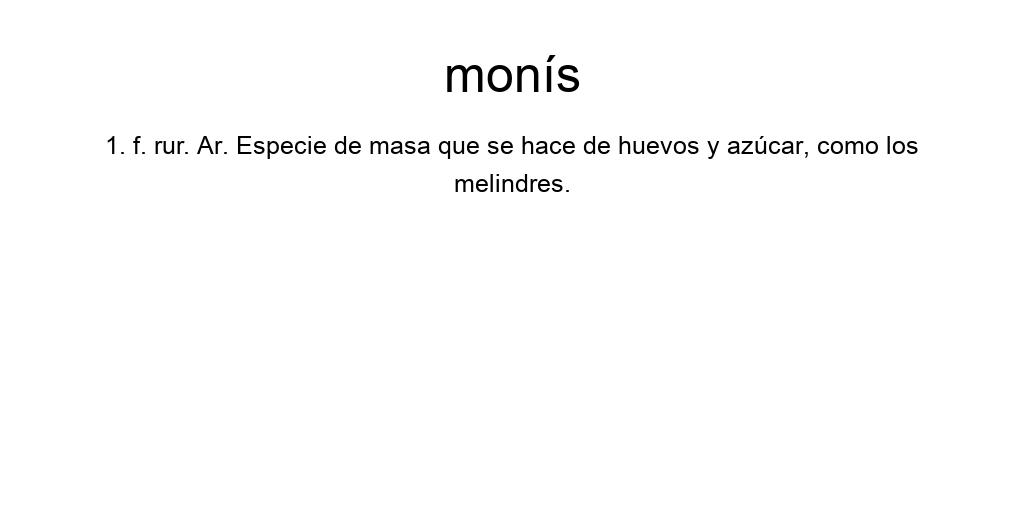 monís
1. f. rur. Ar. Especie de masa que se hace de huevos y azúcar, como los
melindres.